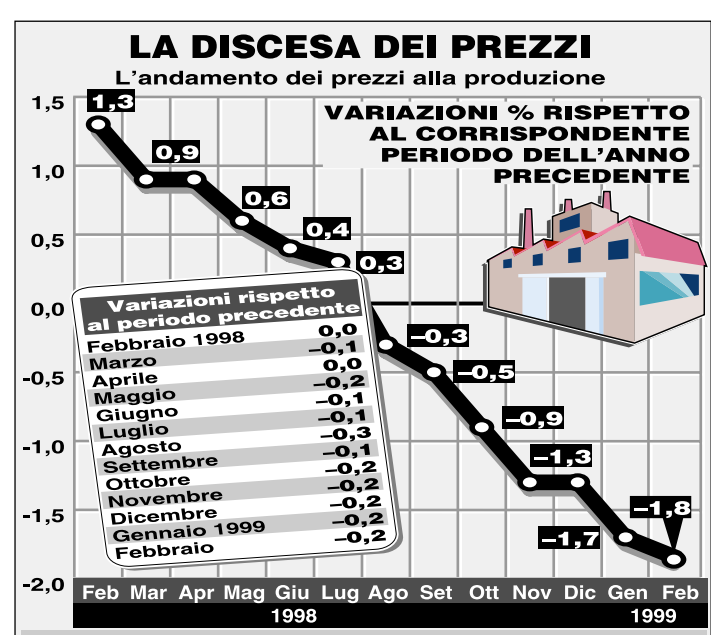 LA DISCESA DEI PREZZI
L'andamento dei prezzi alla produzione
VARIAZIONI % RISPETTO
AL CORRISPONDENTE
PERIODO DELL'ANNO
PRECEDENTE
1,5
1,0
0,5
0,0
-0,5
-1,0
-1,5
-2,0
1,3
0,9
0,6
0,4
0,3
–0,3
–0,5
–0,9
–1,3
–1,7
–1,8
Variazioni rispetto
al periodo precedente
Febbraio 1998 0,0
Marzo –0,1
Aprile 0,0
Maggio –0,2
Giugno –0,1
Luglio –0,1
Agosto –0,3
Settembre –0,1
Ottobre –0,2
Novembre –0,2
Dicembre –0,2
Gennaio 1999 –0,2
Febbraio –0,2
Feb Mar Apr Mag Giu Lug Ago Set Ott Nov Dic Gen Feb
1998 1999